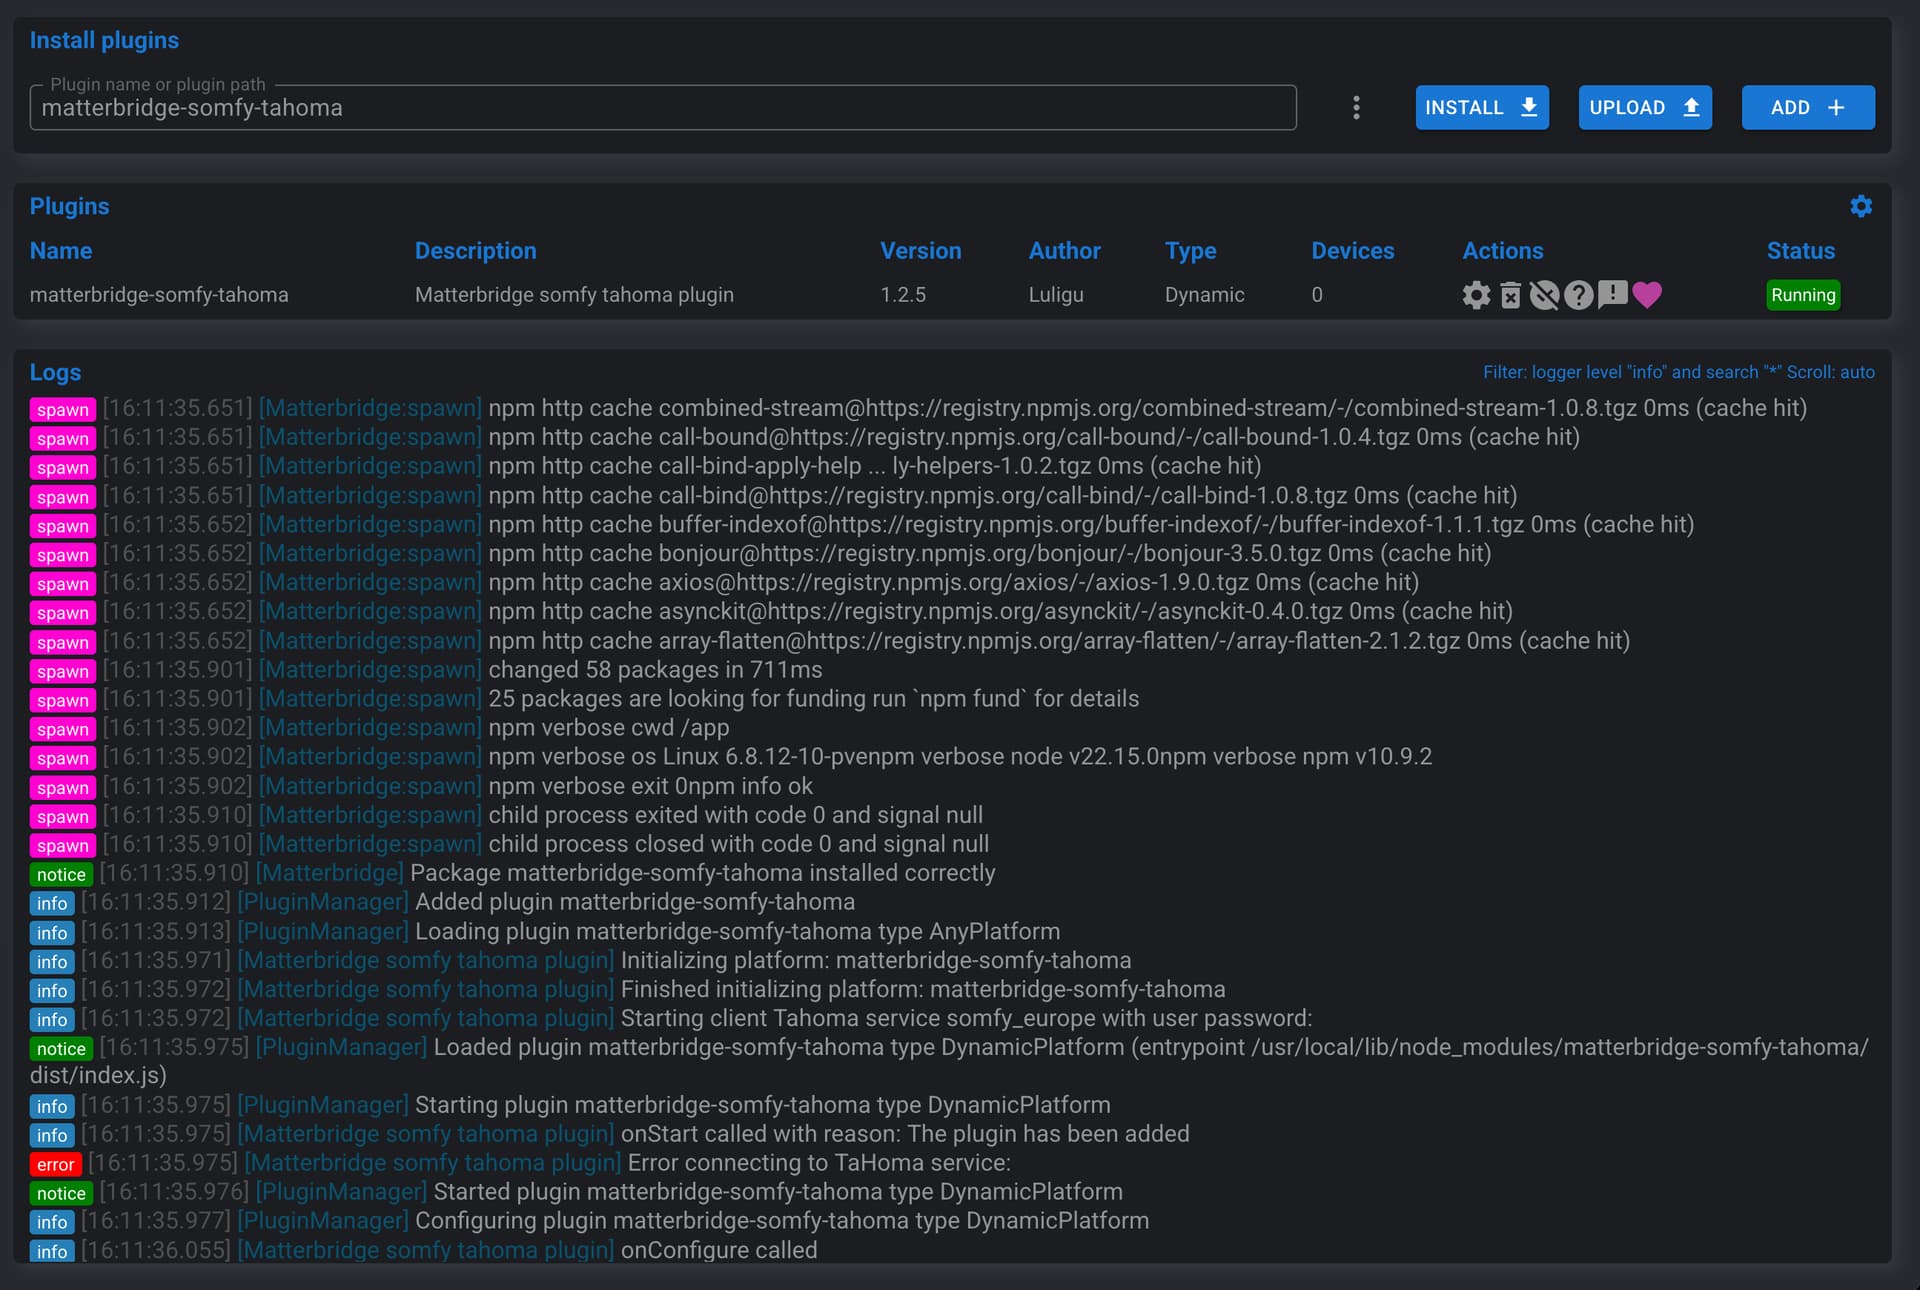 Install plugins
Plugin name or plugin path
matterbridge-somfy-tahoma
INSTALL
UPLOAD
ADD
Plugins
Name Description Version Author Type Devices Actions Status
matterbridge-somfy-tahoma Matterbridge somfy tahoma plugin 1.2.5 Luligu Dynamic 0 Running
Logs
Filter: logger level "info" and search "*" Scroll: auto
spawn [16:11:35.651] [Matterbridge:spawn] npm http cache combined-stream@https://registry.npmjs.org/combined-stream/-/combined-stream-1.0.8.tgz 0ms (cache hit)
spawn [16:11:35.651] [Matterbridge:spawn] npm http cache call-bound@https://registry.npmjs.org/call-bound/-/call-bound-1.0.4.tgz 0ms (cache hit)
spawn [16:11:35.651] [Matterbridge:spawn] npm http cache call-bind-apply-help ... ly-helpers-1.0.2.tgz 0ms (cache hit)
spawn [16:11:35.651] [Matterbridge:spawn] npm http cache call-bind@https://registry.npmjs.org/call-bind/-/call-bind-1.0.8.tgz 0ms (cache hit)
spawn [16:11:35.652] [Matterbridge:spawn] npm http cache buffer-indexof@https://registry.npmjs.org/buffer-indexof/-/buffer-indexof-1.1.1.tgz 0ms (cache hit)
spawn [16:11:35.652] [Matterbridge:spawn] npm http cache bonjour@https://registry.npmjs.org/bonjour/-/bonjour-3.5.0.tgz 0ms (cache hit)
spawn [16:11:35.652] [Matterbridge:spawn] npm http cache axios@https://registry.npmjs.org/axios/-/axios-1.9.0.tgz 0ms (cache hit)
spawn [16:11:35.652] [Matterbridge:spawn] npm http cache asynckit@https://registry.npmjs.org/asynckit/-/asynckit-0.4.0.tgz 0ms (cache hit)
spawn [16:11:35.652] [Matterbridge:spawn] npm http cache array-flatten@https://registry.npmjs.org/array-flatten/-/array-flatten-2.1.2.tgz 0ms (cache hit)
spawn [16:11:35.901] [Matterbridge:spawn] changed 58 packages in 711ms
spawn [16:11:35.901] [Matterbridge:spawn] 25 packages are looking for funding run `npm fund` for details
spawn [16:11:35.902] [Matterbridge:spawn] npm verbose cwd /app
spawn [16:11:35.902] [Matterbridge:spawn] npm verbose os Linux 6.8.12-10-pvenpm verbose node v22.15.0npm verbose npm v10.9.2
spawn [16:11:35.902] [Matterbridge:spawn] npm verbose exit 0npm info ok
spawn [16:11:35.910] [Matterbridge:spawn] child process exited with code 0 and signal null
spawn [16:11:35.910] [Matterbridge:spawn] child process closed with code 0 and signal null
notice [16:11:35.910] [Matterbridge] Package matterbridge-somfy-tahoma installed correctly
info [16:11:35.912] [PluginManager] Added plugin matterbridge-somfy-tahoma
info [16:11:35.913] [PluginManager] Loading plugin matterbridge-somfy-tahoma type AnyPlatform
info [16:11:35.971] [Matterbridge somfy tahoma plugin] Initializing platform: matterbridge-somfy-tahoma
info [16:11:35.972] [Matterbridge somfy tahoma plugin] Finished initializing platform: matterbridge-somfy-tahoma
info [16:11:35.972] [Matterbridge somfy tahoma plugin] Starting client Tahoma service somfy_europe with user password:
notice [16:11:35.975] [PluginManager] Loaded plugin matterbridge-somfy-tahoma type DynamicPlatform (entrypoint /usr/local/lib/node_modules/matterbridge-somfy-tahoma/
dist/index.js)
info [16:11:35.975] [PluginManager] Starting plugin matterbridge-somfy-tahoma type DynamicPlatform
info [16:11:35.975] [Matterbridge somfy tahoma plugin] onStart called with reason: The plugin has been added
error [16:11:35.975] [Matterbridge somfy tahoma plugin] Error connecting to TaHoma service:
notice [16:11:35.976] [PluginManager] Started plugin matterbridge-somfy-tahoma type DynamicPlatform
info [16:11:35.977] [PluginManager] Configuring plugin matterbridge-somfy-tahoma type DynamicPlatform
info [16:11:36.055] [Matterbridge somfy tahoma plugin] onConfigure called